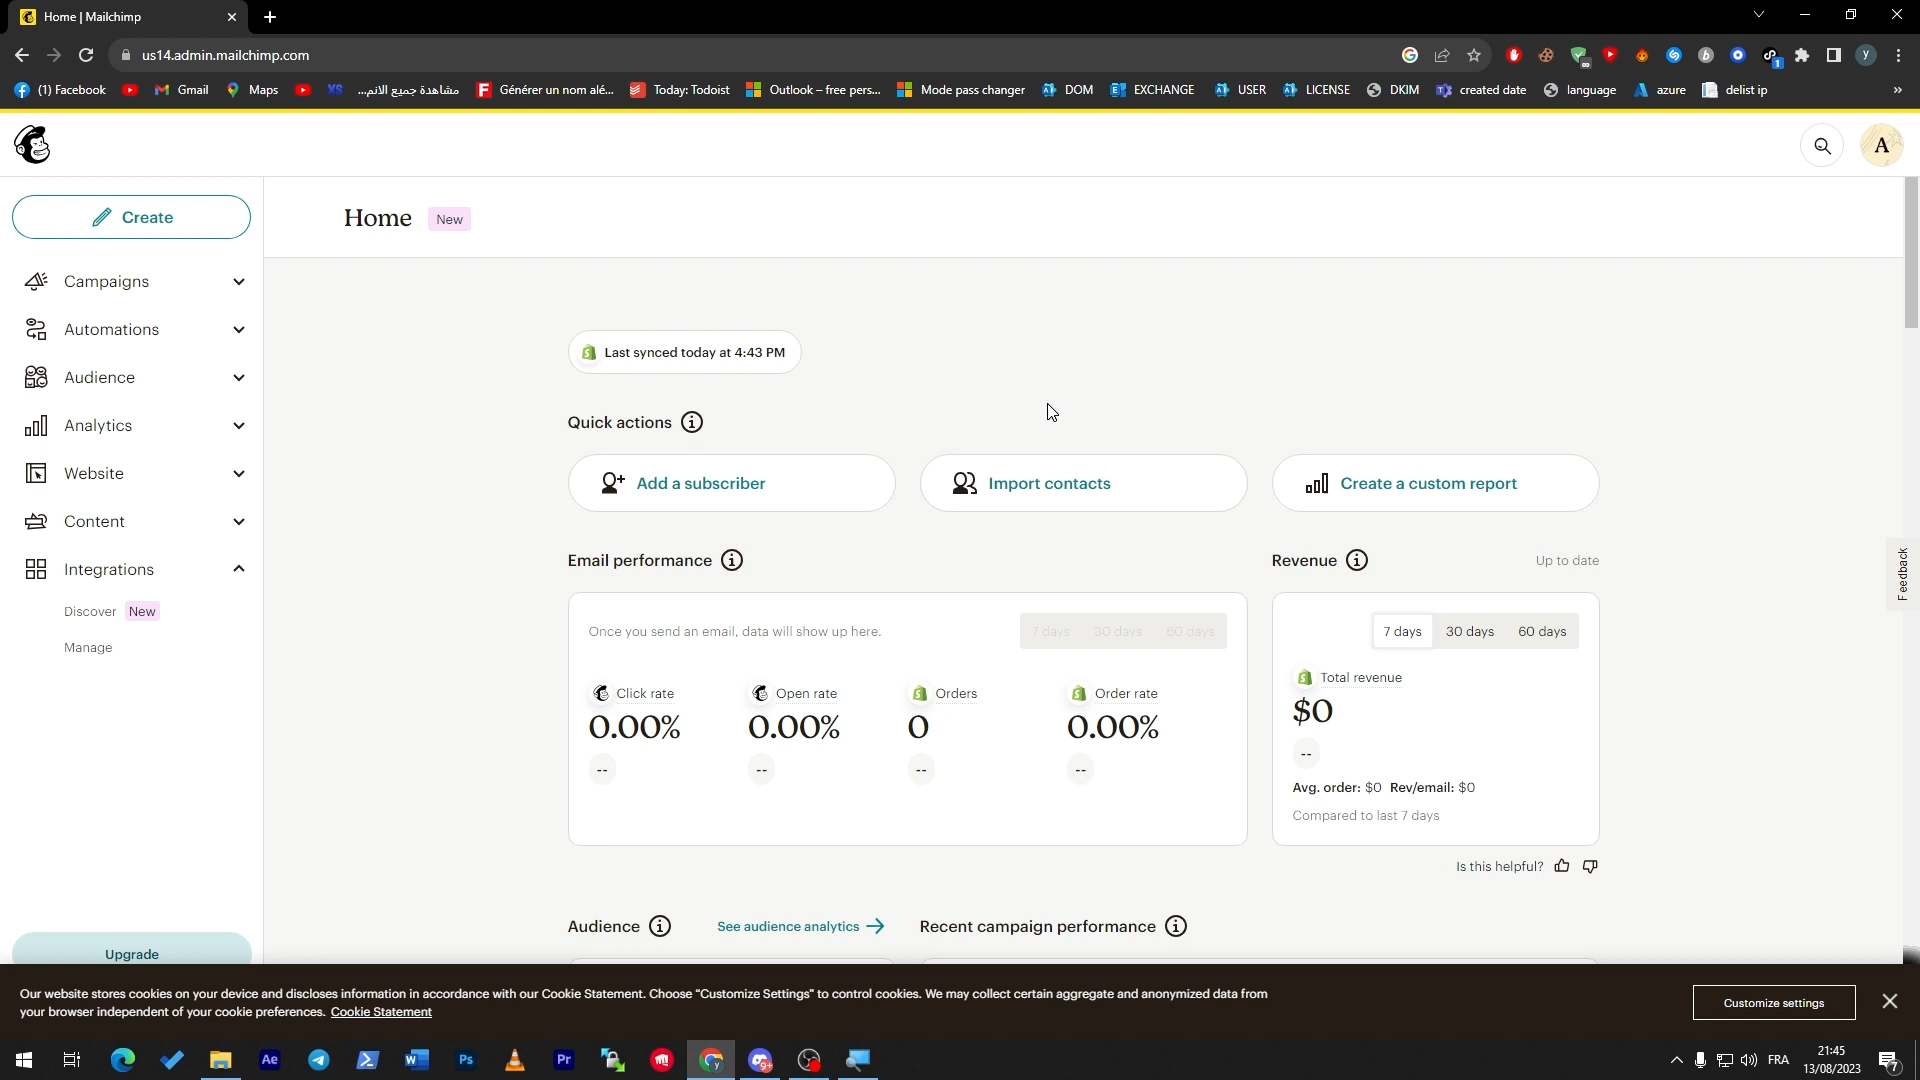 Home | Mailchimp
us14.admin.mailchimp.com
(1) Facebook
Gmail
Maps
XS
مشاهدة جميع الانم...
Générer un nom alé...
Today: Todoist
Outlook – free pers...
Mode pass changer
DOM
EXCHANGE
USER
LICENSE
DKIM
created date
language
azure
delist ip
»
A
Create
Home
New
Campaigns
Automations
Audience
Analytics
Website
Content
Integrations
Discover New
Manage
Upgrade
Last synced today at 4:43 PM
Quick actions
Add a subscriber
Import contacts
Create a custom report
Email performance
Revenue
Up to date
Once you send an email, data will show up here.
7 days 30 days 60 days
7 days 30 days 60 days
Click rate
Open rate
Orders
Order rate
0.00%
0.00%
0
0.00%
--
--
--
--
Total revenue
$0
--
Avg. order: $0 Rev/email: $0
Compared to last 7 days
Is this helpful?
Audience
See audience analytics
Recent campaign performance
Feedback
Our website stores cookies on your device and discloses information in accordance with our Cookie Statement. Choose "Customize Settings" to control cookies. We may collect certain aggregate and anonymized data from
your browser independent of your cookie preferences. Cookie Statement
Customize settings
Ae
Ps
Pr
FRA
21:45
13/08/2023
7